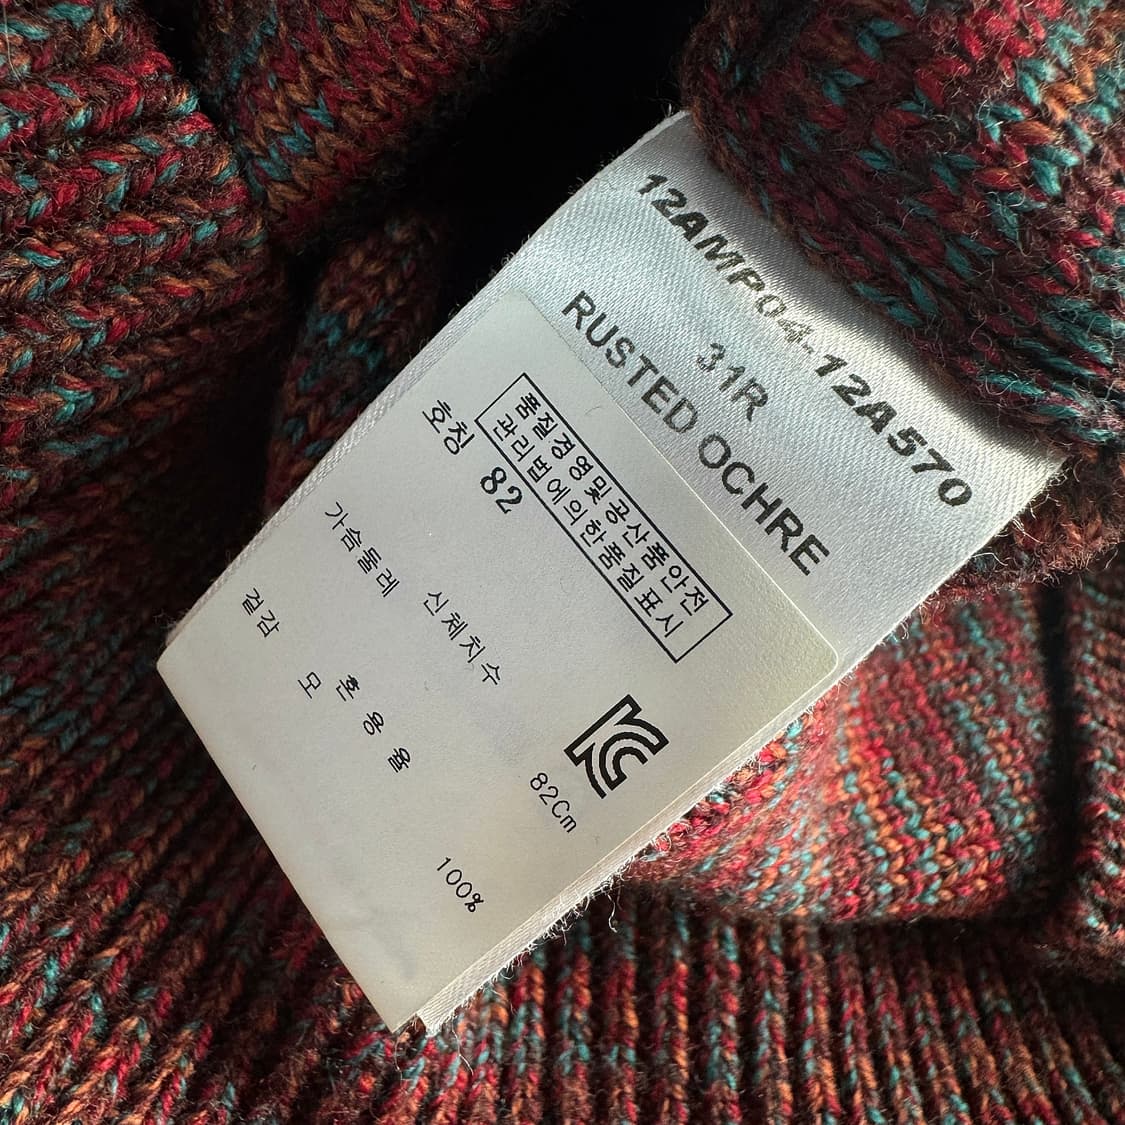 12AMP04-12A570
31R
RUSTED OCHRE
품질경영및공산품안전
관리법에의한품질표시
호칭 82
신체치수
가슴둘레 82Cm
혼용율
겉감 모 100%